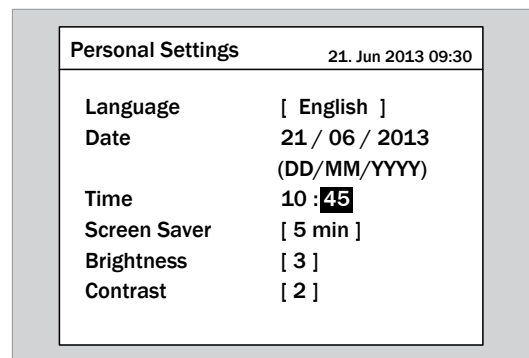 Personal Settings 21. Jun 2013 09:30
Language [ English ]
Date 21 / 06 / 2013
(DD/MM/YYYY)
Time 10 : 45
Screen Saver [ 5 min ]
Brightness [ 3 ]
Contrast [ 2 ]